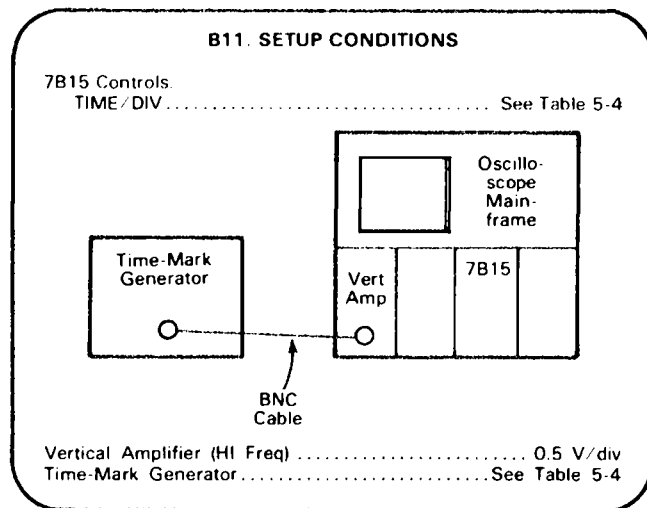 B11. SETUP CONDITIONS
7B15 Controls.
TIME/DIV.................................. See Table 5-4
Oscillo-
scope
Main-
frame
Time-Mark
Generator
Vert
Amp
7B15
BNC
Cable
Vertical Amplifier (HI Freq)........................ 0.5 V/div
Time-Mark Generator..........................See Table 5-4